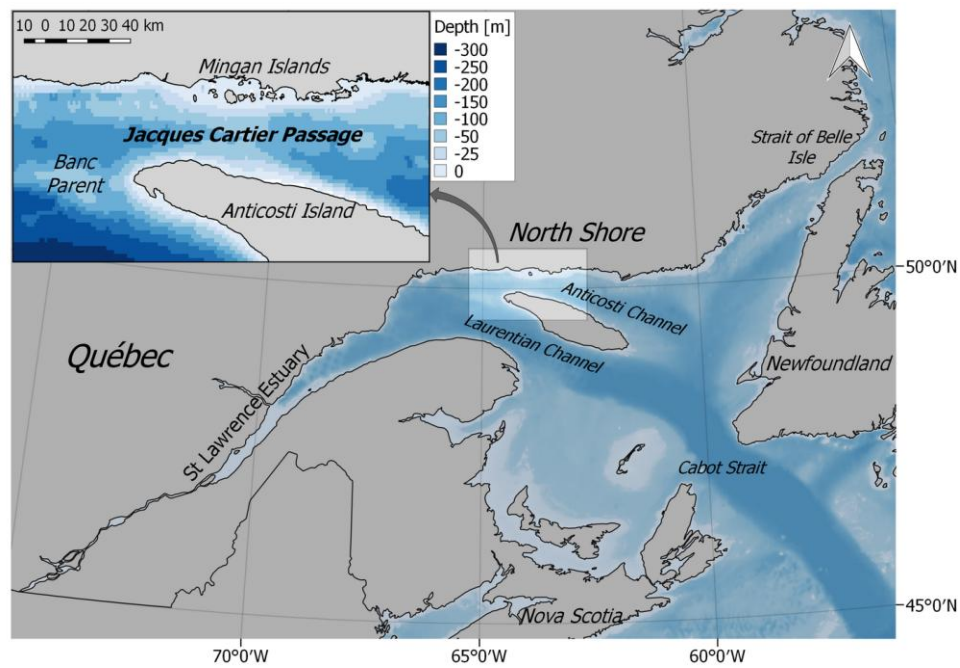 10 0 10 20 30 40 km
Depth [m]
-300
-250
-200
-150
-100
-50
-25
0
Mingan Islands
Jacques Cartier Passage
Banc
Parent
Anticosti Island
Strait of Belle
Isle
North Shore
50°0'N
Anticosti Channel
Laurentian Channel
Québec
Newfoundland
St Lawrence Estuary
Cabot Strait
Nova Scotia
45°0'N
70°0'W
65°0'W
60°0'W